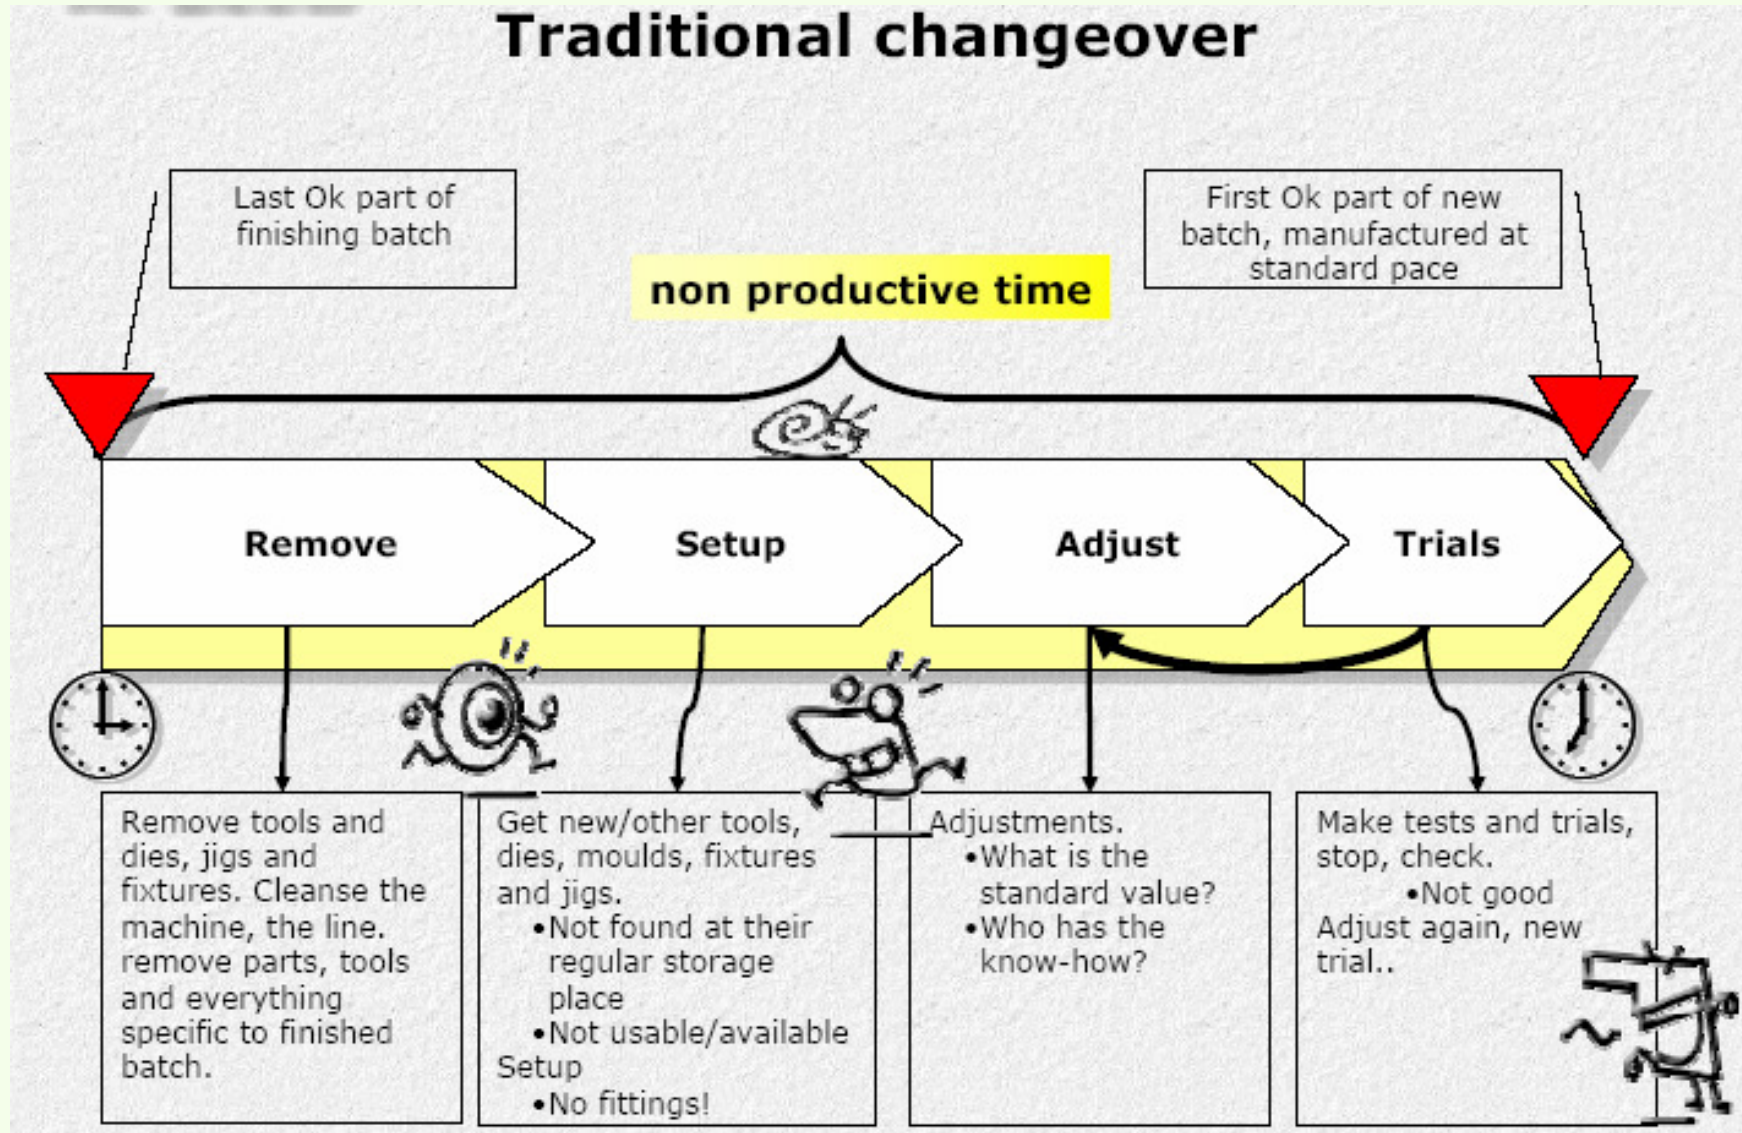 Traditional changeover
Last Ok part of
finishing batch
First Ok part of new
batch, manufactured at
standard pace
non productive time
Remove
Setup
Adjust
Trials
Remove tools and
dies, jigs and
fixtures. Cleanse the
machine, the line.
remove parts, tools
and everything
specific to finished
batch.
Get new/other tools,
dies, moulds, fixtures
and jigs.
•Not found at their
regular storage
place
•Not usable/available
Setup
•No fittings!
Adjustments.
•What is the
standard value?
•Who has the
know-how?
Make tests and trials,
stop, check.
•Not good
Adjust again, new
trial..